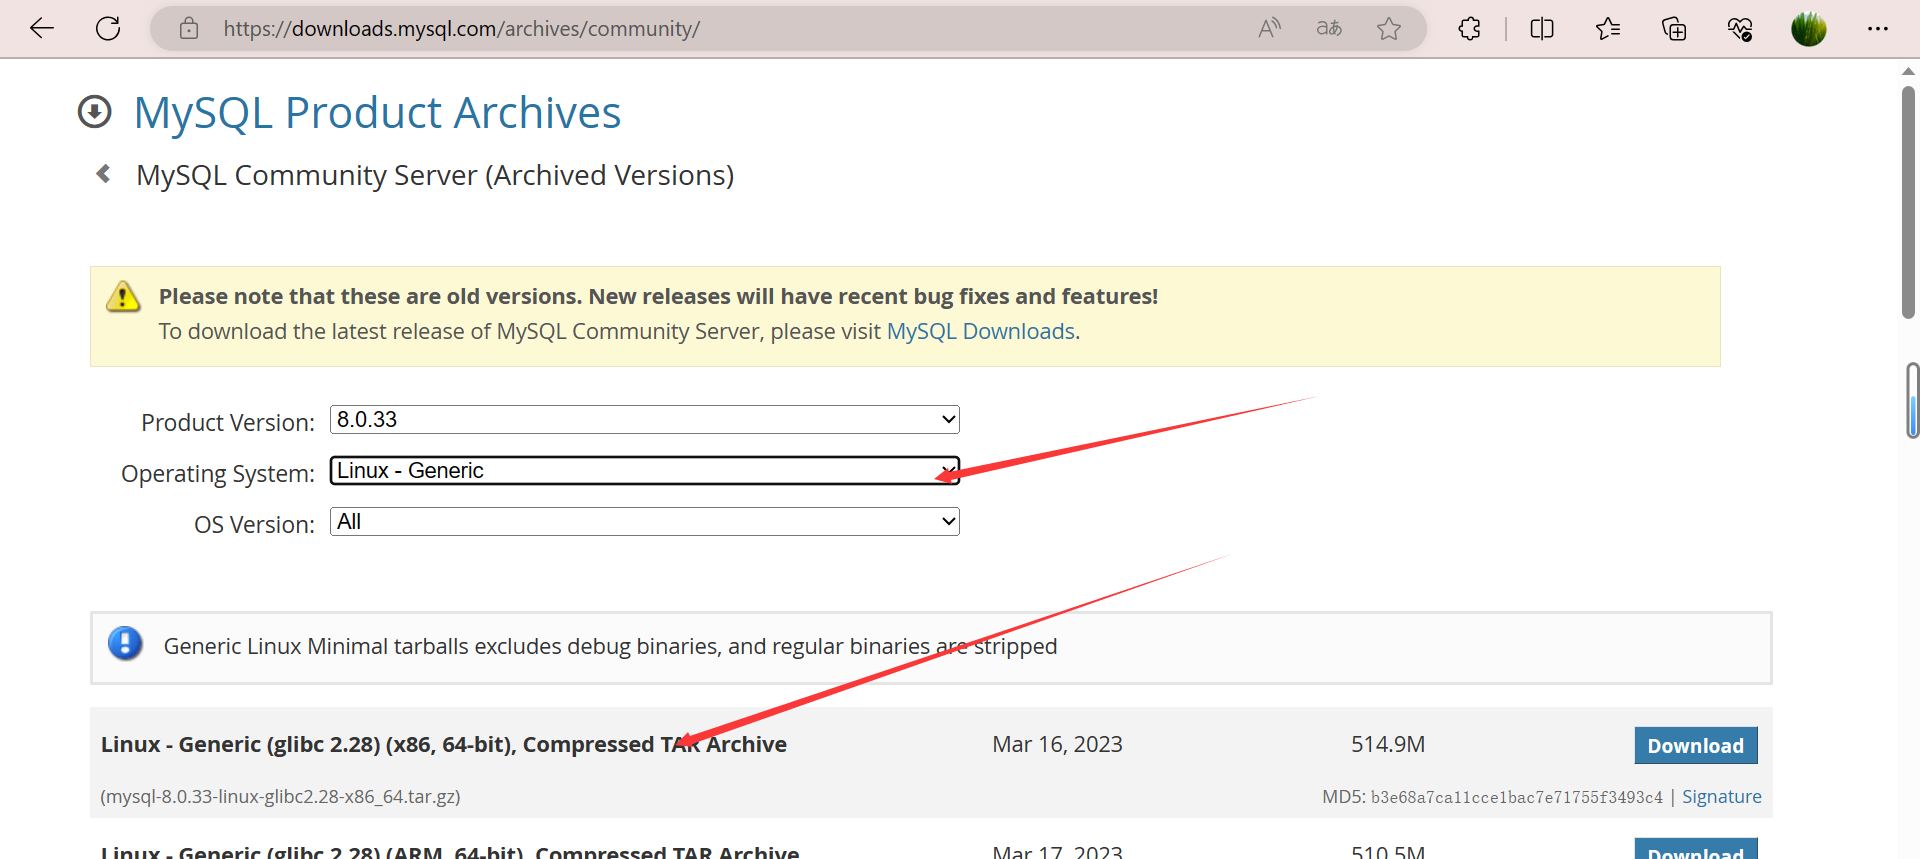 https://downloads.mysql.com/archives/community/
MySQL Product Archives
MySQL Community Server (Archived Versions)
Please note that these are old versions. New releases will have recent bug fixes and features!
To download the latest release of MySQL Community Server, please visit MySQL Downloads.
Product Version: 8.0.33
Operating System: Linux - Generic
OS Version: All
Generic Linux Minimal tarballs excludes debug binaries, and regular binaries are stripped
Linux - Generic (glibc 2.28) (x86, 64-bit), Compressed TAR Archive Mar 16, 2023 514.9M Download
(mysql-8.0.33-linux-glibc2.28-x86_64.tar.gz) MD5: b3e68a7ca11cce1bac7e71755f3493c4 | Signature
Linux - Generic (glibc 2.28) (ARM, 64-bit), Compressed TAR Archive Mar 17, 2023 510.5M Download